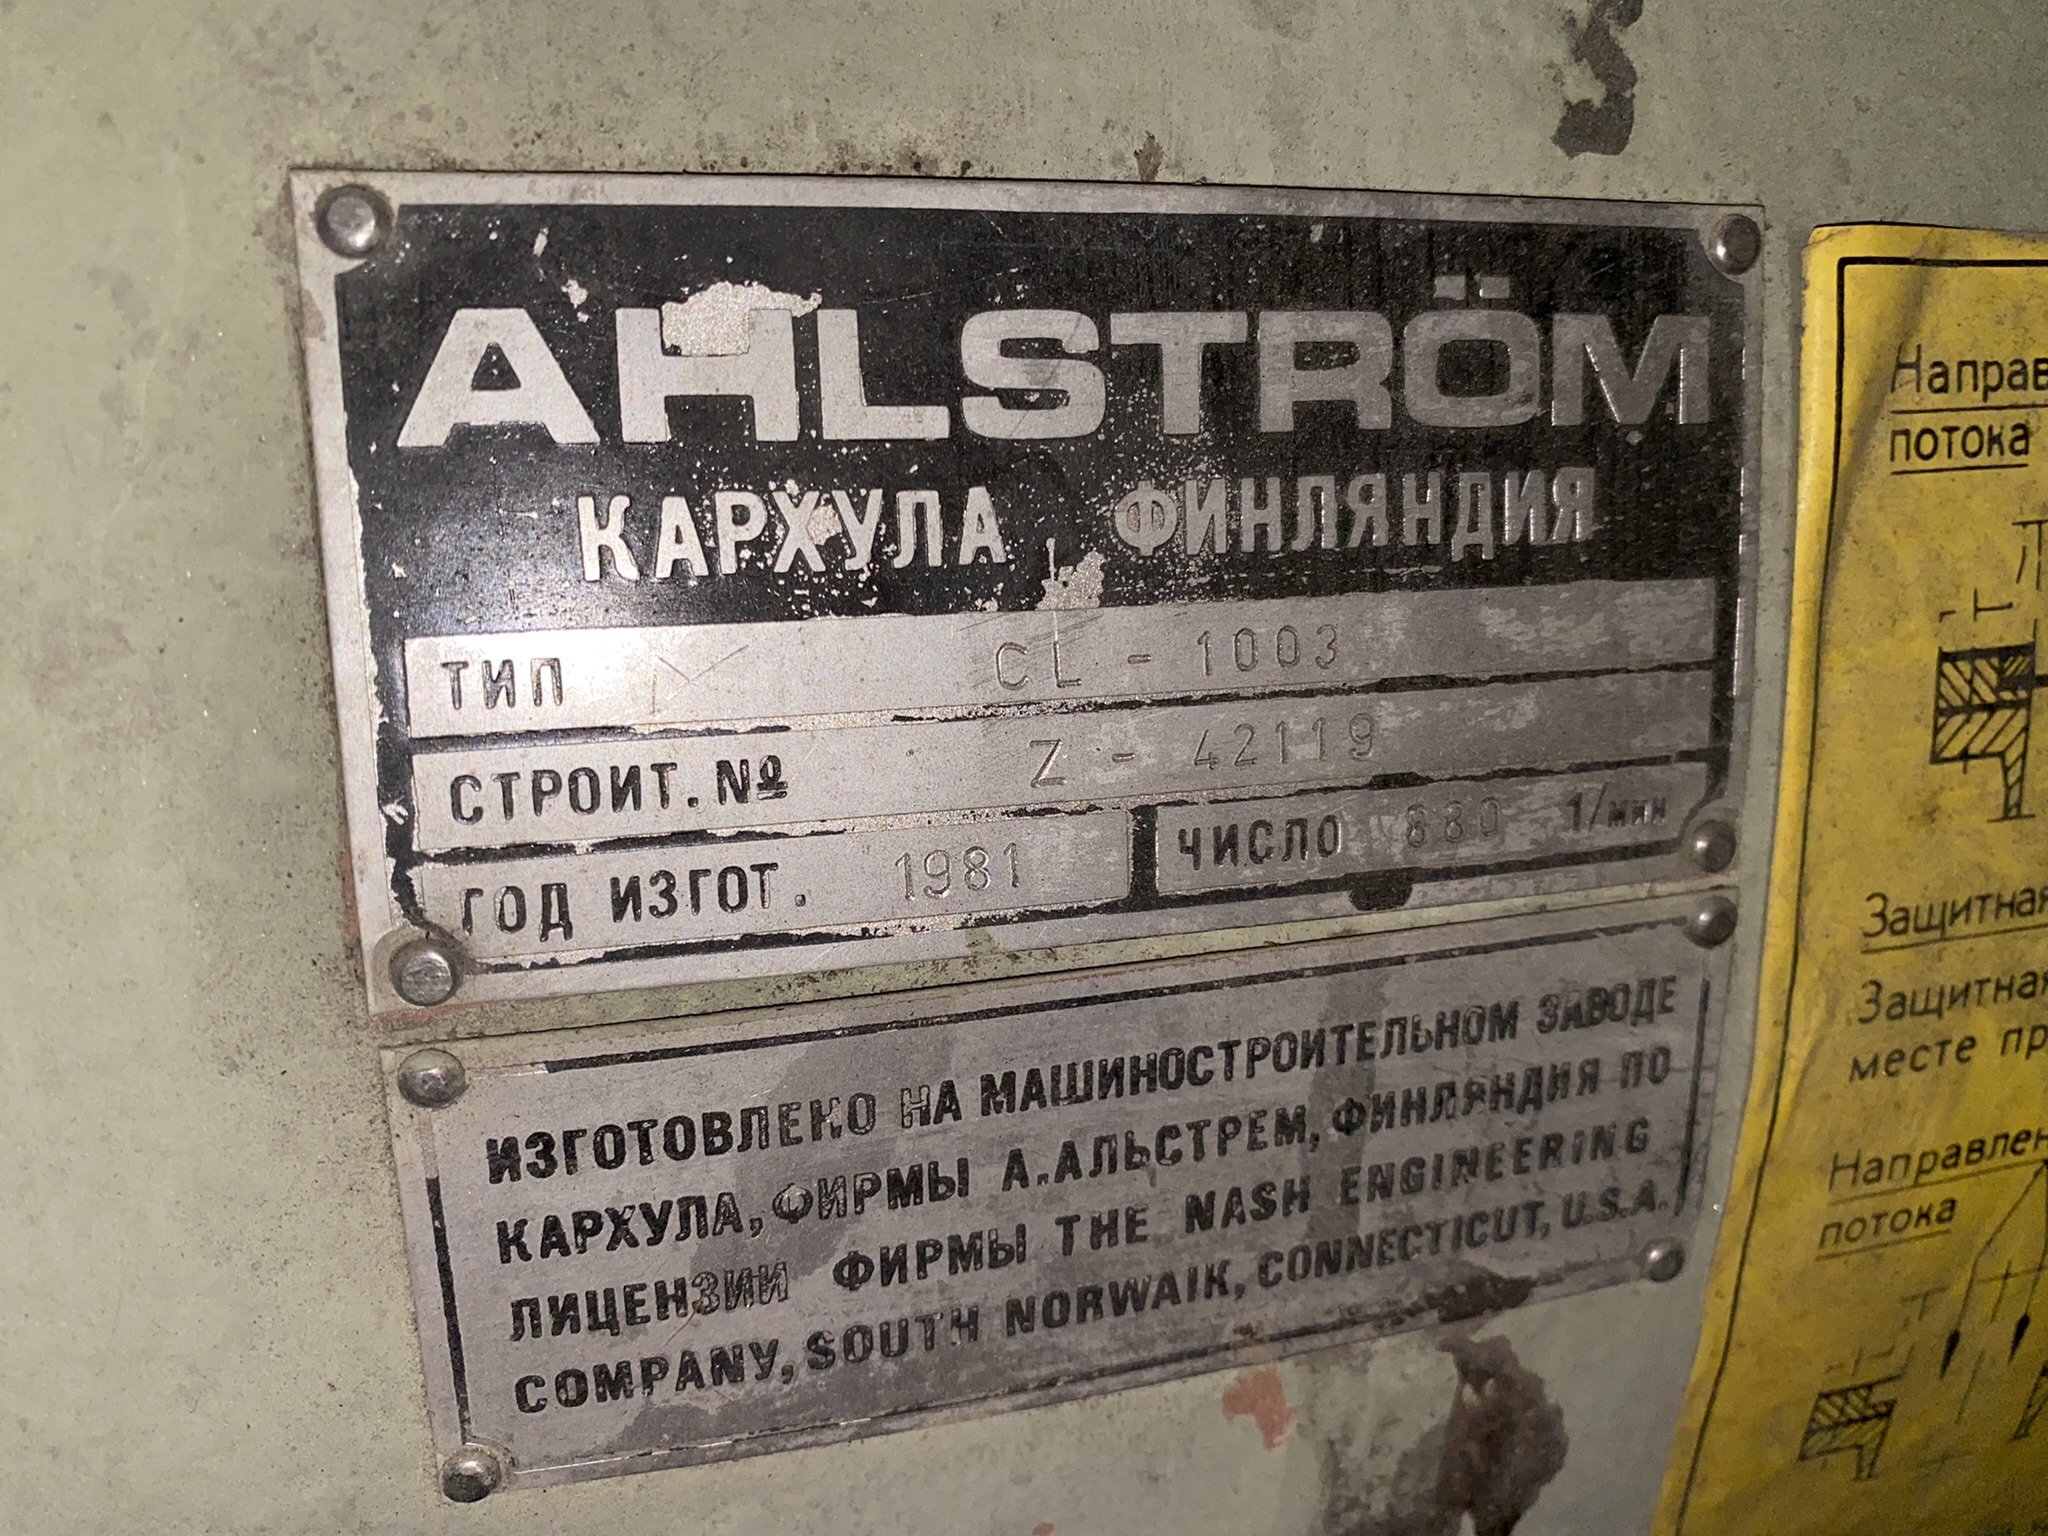 AHLSTRÖM
КАРХУЛА ФИНЛЯНДИЯ
ТИП CL - 1003
СТРОИТ. № Z - 42119
ГОД ИЗГОТ. 1981 ЧИСЛО 880 1/мин
ИЗГОТОВЛЕНО НА МАШИНОСТРОИТЕЛЬНОМ ЗАВОДЕ
КАРХУЛА, ФИРМЫ А.АЛЬСТРЕМ, ФИНЛЯНДИЯ ПО
ЛИЦЕНЗИИ ФИРМЫ THE NASH ENGINEERING
COMPANY, SOUTH NORWAIK, CONNECTICUT, U.S.A.
Направ
потока
Защитная
Защитная
месте пр
Направлен
потока